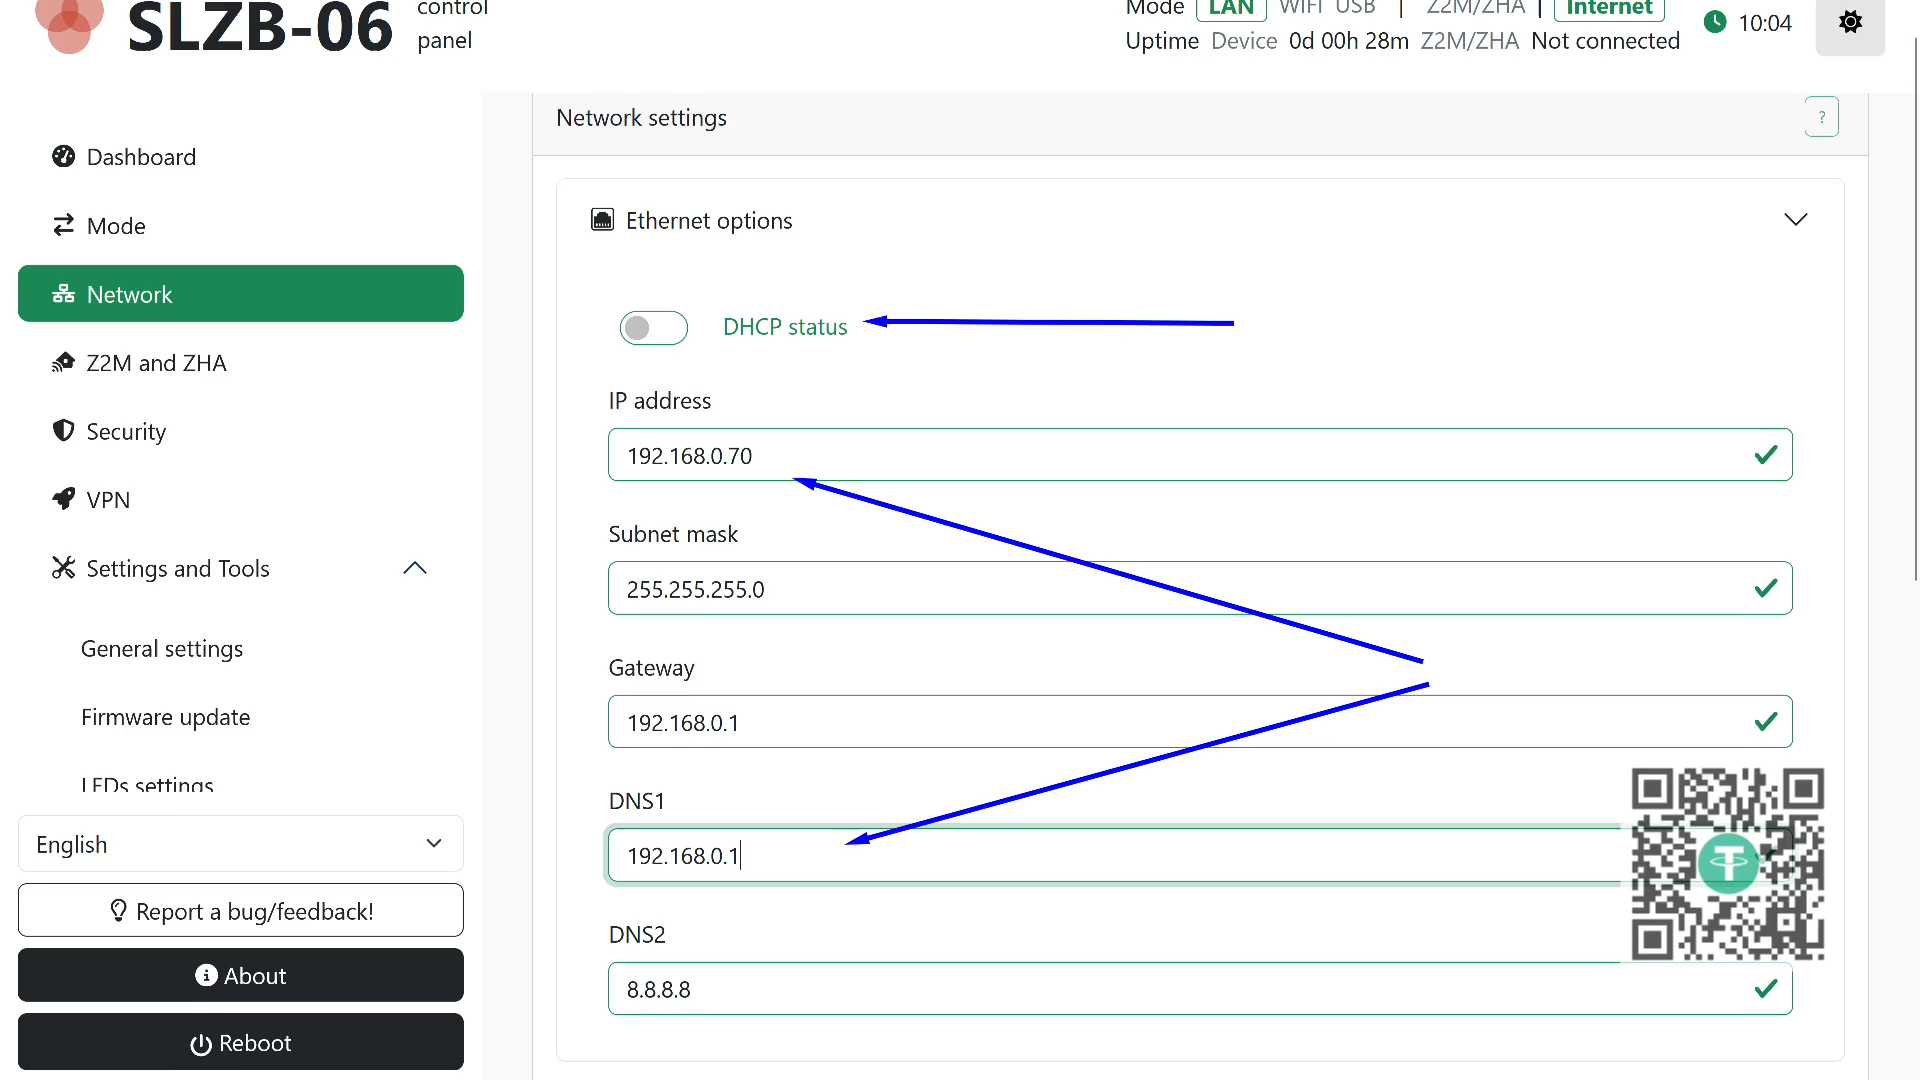 SLZB-06
control
panel
Mode LAN WIFI USB | Z2M/ZHA | Internet
Uptime Device 0d 00h 28m Z2M/ZHA Not connected
10:04
Network settings
?
Dashboard
Mode
Network
Z2M and ZHA
Security
VPN
Settings and Tools
General settings
Firmware update
LEDs settings
English
Report a bug/feedback!
About
Reboot
Ethernet options
DHCP status
IP address
192.168.0.70
Subnet mask
255.255.255.0
Gateway
192.168.0.1
DNS1
192.168.0.1
DNS2
8.8.8.8